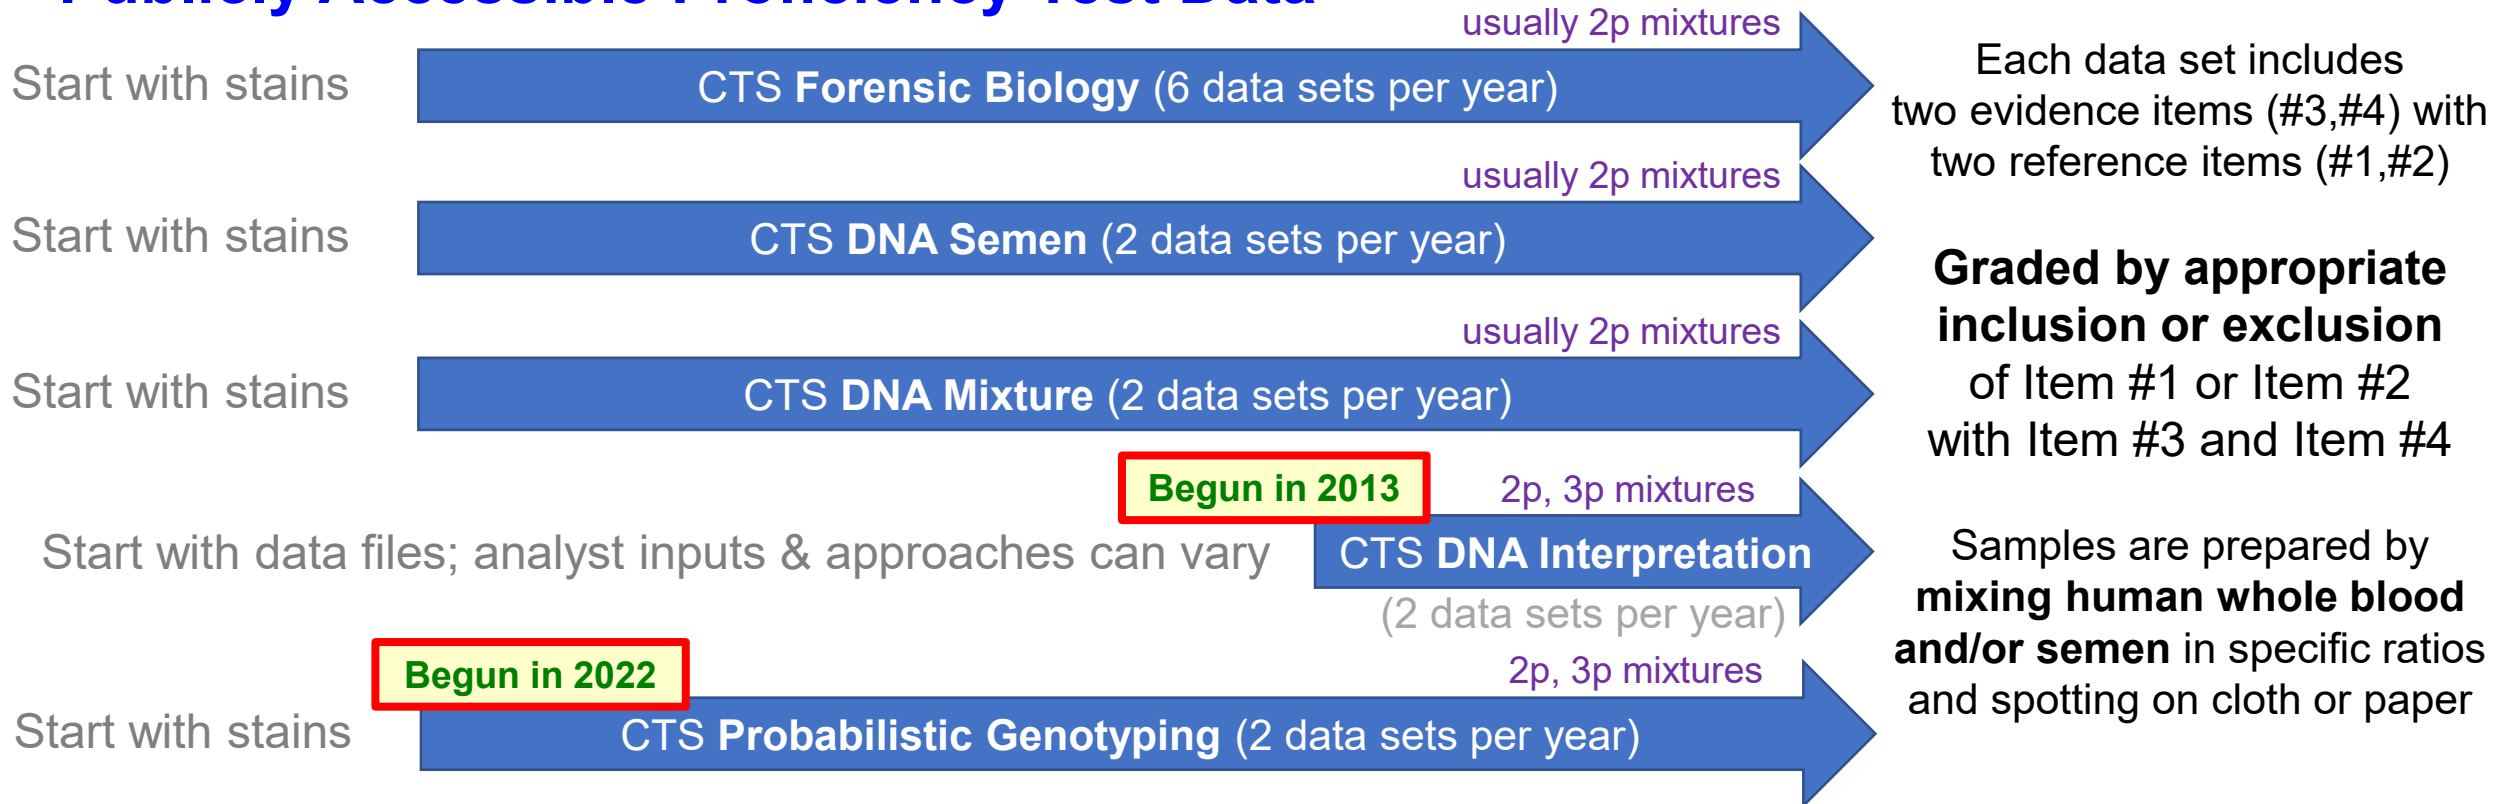 Publicly Accessible Proficiency Test Data
usually 2p mixtures
Start with stains
CTS Forensic Biology (6 data sets per year)
usually 2p mixtures
Start with stains
CTS DNA Semen (2 data sets per year)
usually 2p mixtures
Start with stains
CTS DNA Mixture (2 data sets per year)
Begun in 2013
2p, 3p mixtures
Start with data files; analyst inputs & approaches can vary
CTS DNA Interpretation
(2 data sets per year)
Begun in 2022
2p, 3p mixtures
Start with stains
CTS Probabilistic Genotyping (2 data sets per year)
Each data set includes
two evidence items (#3,#4) with
two reference items (#1,#2)
Graded by appropriate
inclusion or exclusion
of Item #1 or Item #2
with Item #3 and Item #4
Samples are prepared by
mixing human whole blood
and/or semen in specific ratios
and spotting on cloth or paper